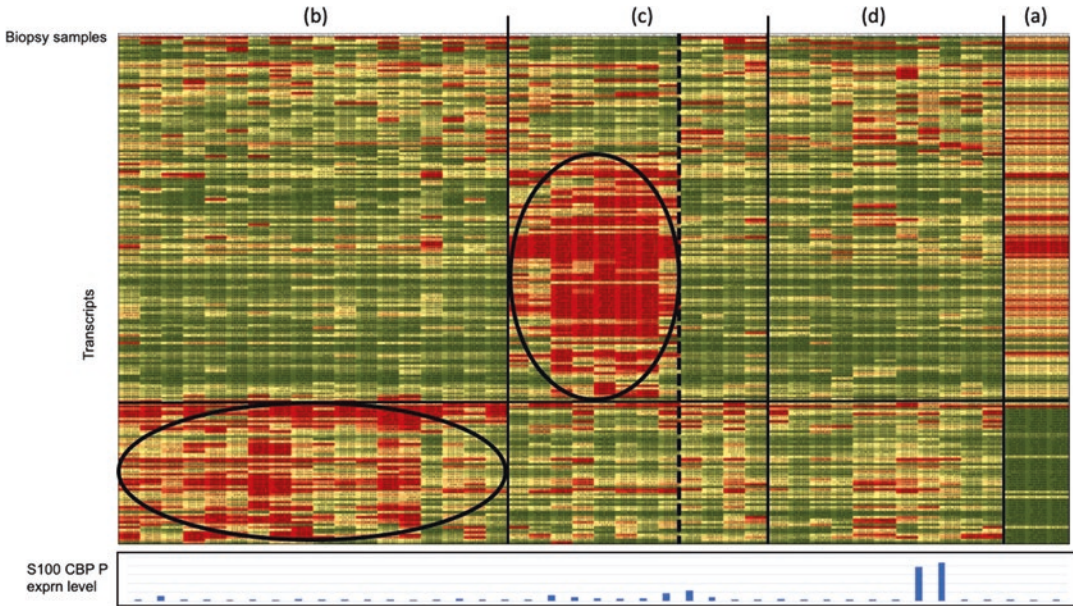 (b) (c) (d) (a)
Biopsy samples
Transcripts
S100 CBP P
exprn level